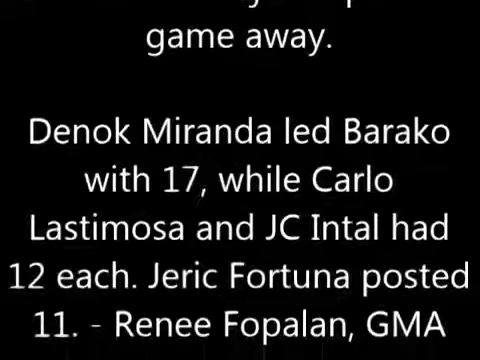 game away.
Denok Miranda led Barako
with 17, while Carlo
Lastimosa and JC Intal had
12 each. Jeric Fortuna posted
11. - Renee Fopalan, GMA